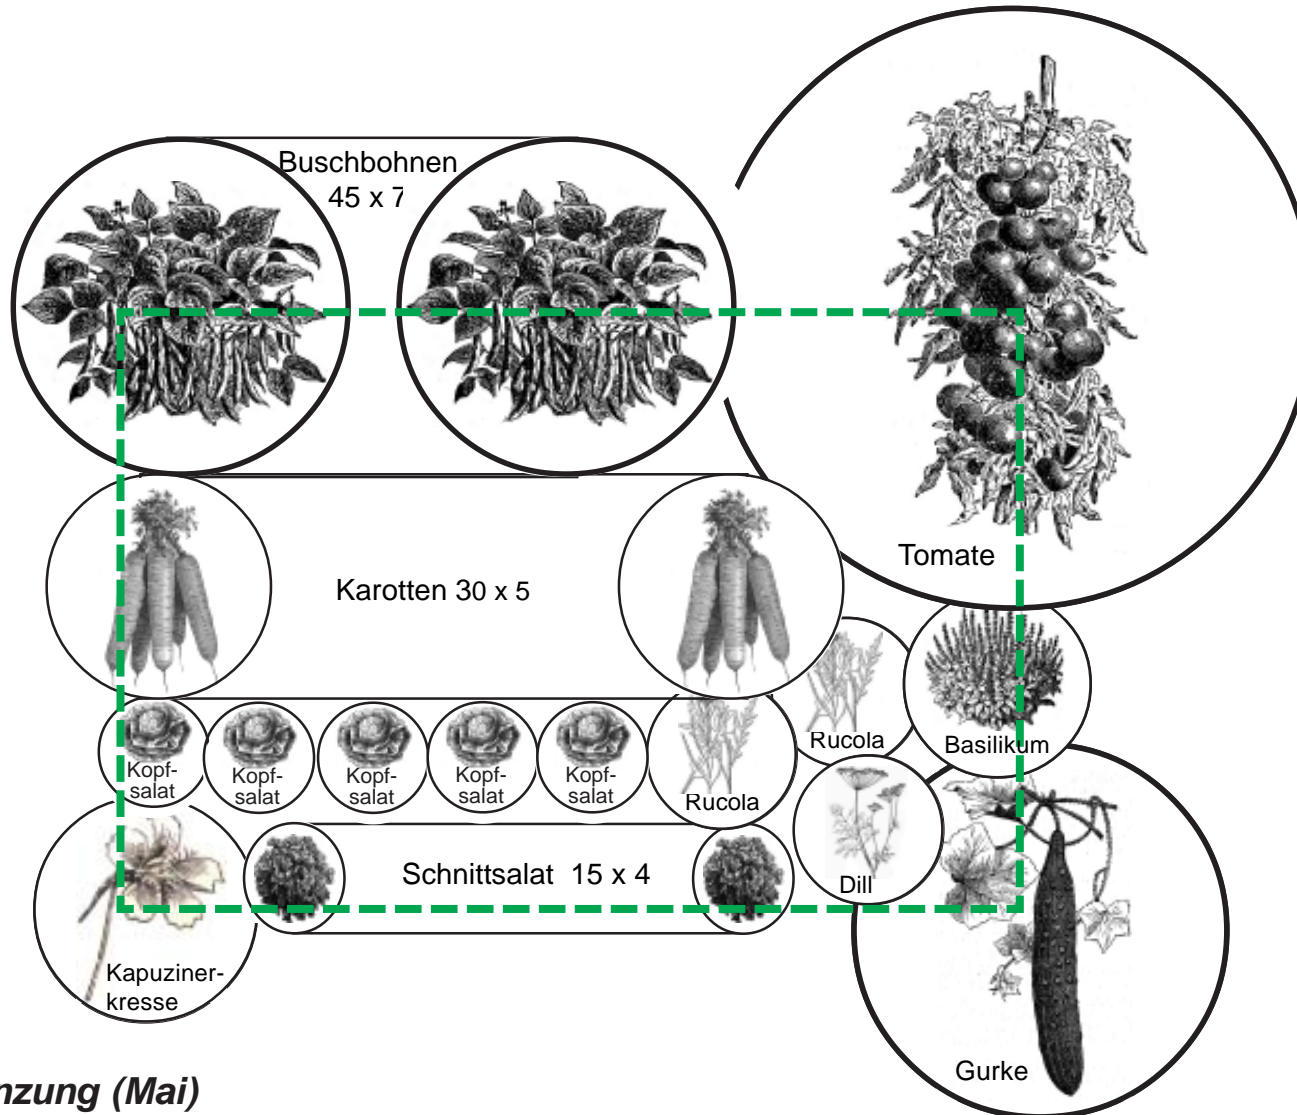 Buschbohnen
45 x 7
Tomate
Karotten 30 x 5
Rucola
Basilikum
Kopf-
salat
Kopf-
salat
Kopf-
salat
Kopf-
salat
Kopf-
salat
Rucola
Schnittsalat 15 x 4
Dill
Kapuziner-
kresse
Gurke
nzung (Mai)